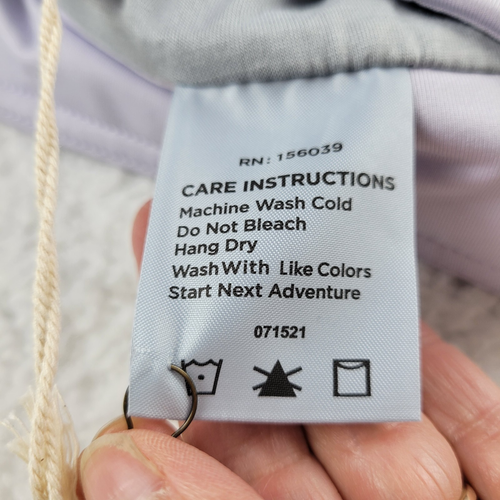 RN: 156039
CARE INSTRUCTIONS
Machine Wash Cold
Do Not Bleach
Hang Dry
Wash With Like Colors
Start Next Adventure
071521